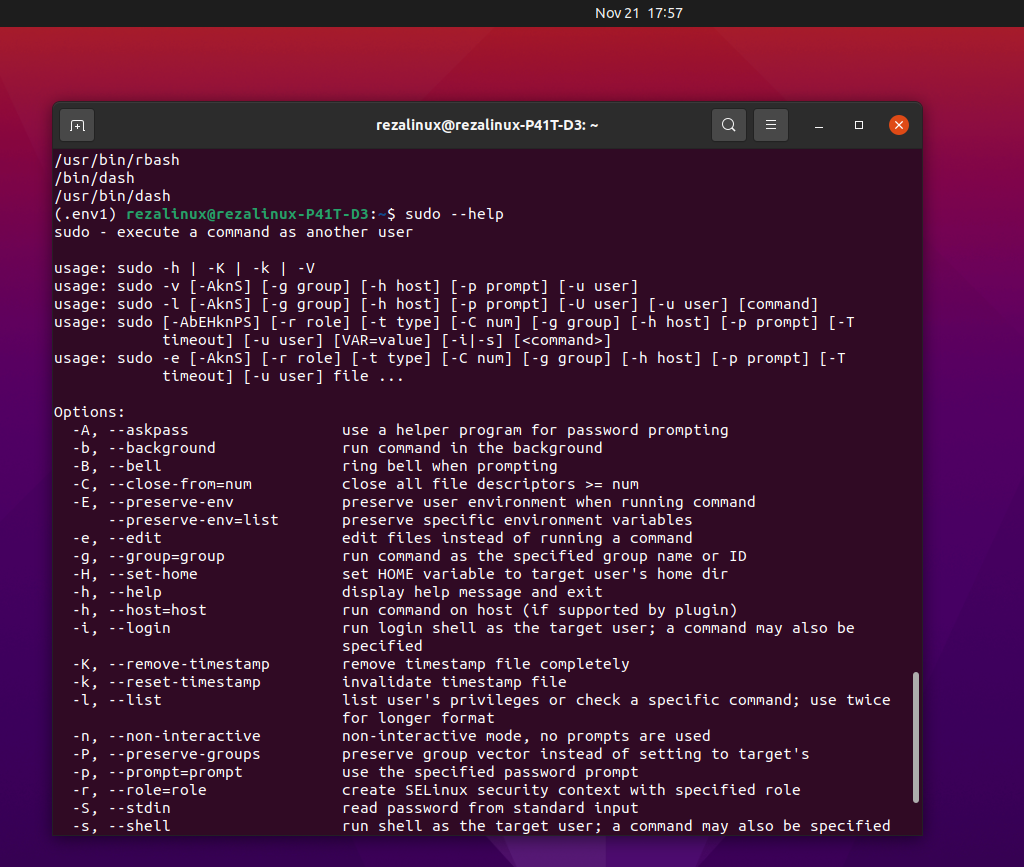 Nov 21 17:57
rezalinux@rezalinux-P41T-D3: ~
/usr/bin/rbash
/bin/dash
/usr/bin/dash
(.env1) rezalinux@rezalinux-P41T-D3:~$ sudo --help
sudo - execute a command as another user

usage: sudo -h | -K | -k | -V
usage: sudo -v [-AknS] [-g group] [-h host] [-p prompt] [-u user]
usage: sudo -l [-AknS] [-g group] [-h host] [-p prompt] [-U user] [-u user] [command]
usage: sudo [-AbEHknPS] [-r role] [-t type] [-C num] [-g group] [-h host] [-p prompt] [-T
            timeout] [-u user] [VAR=value] [-i|-s] [<command>]
usage: sudo -e [-AknS] [-r role] [-t type] [-C num] [-g group] [-h host] [-p prompt] [-T
            timeout] [-u user] file ...

Options:
  -A, --askpass                 use a helper program for password prompting
  -b, --background              run command in the background
  -B, --bell                    ring bell when prompting
  -C, --close-from=num          close all file descriptors >= num
  -E, --preserve-env            preserve user environment when running command
      --preserve-env=list       preserve specific environment variables
  -e, --edit                    edit files instead of running a command
  -g, --group=group             run command as the specified group name or ID
  -H, --set-home                set HOME variable to target user's home dir
  -h, --help                    display help message and exit
  -h, --host=host               run command on host (if supported by plugin)
  -i, --login                   run login shell as the target user; a command may also be
                                specified
  -K, --remove-timestamp        remove timestamp file completely
  -k, --reset-timestamp         invalidate timestamp file
  -l, --list                    list user's privileges or check a specific command; use twice
                                for longer format
  -n, --non-interactive         non-interactive mode, no prompts are used
  -P, --preserve-groups         preserve group vector instead of setting to target's
  -p, --prompt=prompt           use the specified password prompt
  -r, --role=role               create SELinux security context with specified role
  -S, --stdin                   read password from standard input
  -s, --shell                   run shell as the target user; a command may also be specified